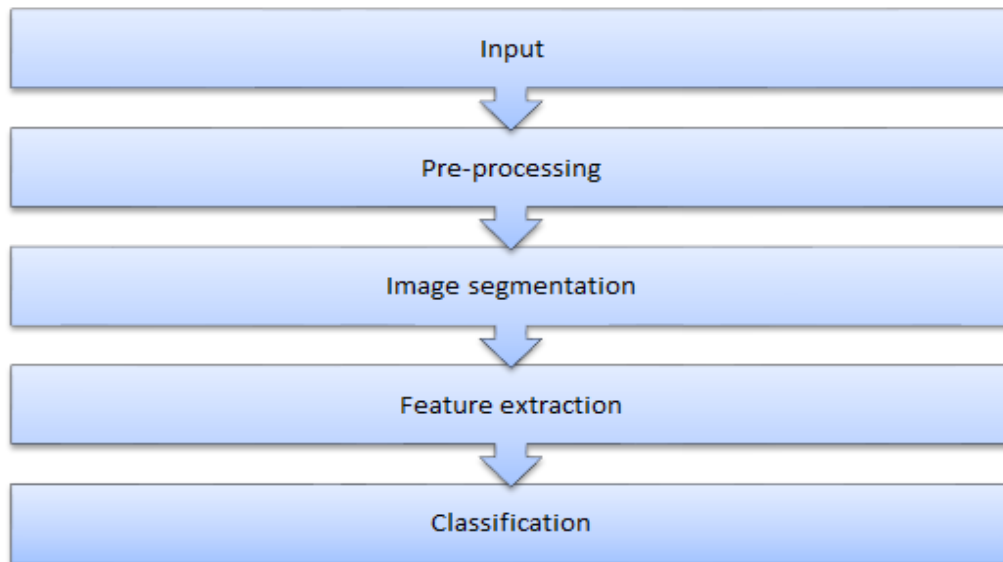 Input
Pre-processing
Image segmentation
Feature extraction
Classification